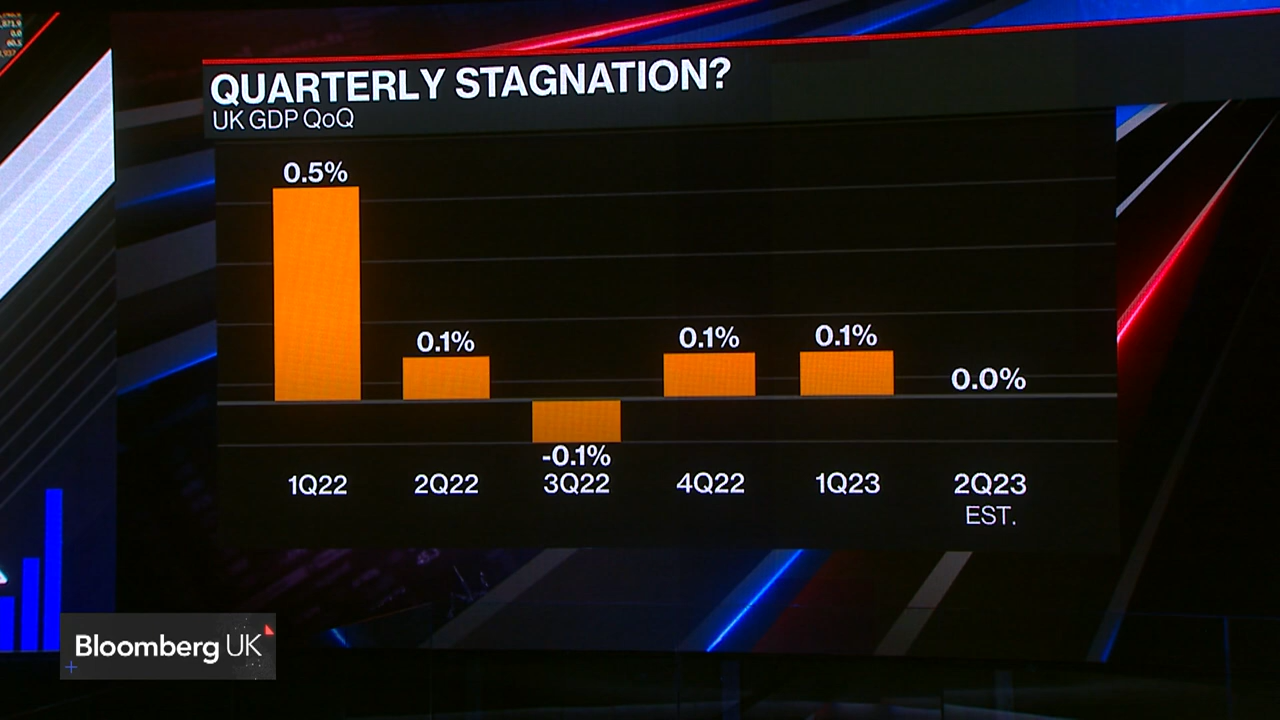 QUARTERLY STAGNATION?
UK GDP QoQ
0.5%
0.1%
-0.1%
0.1%
0.1%
0.0%
1Q22 2Q22 3Q22 4Q22 1Q23 2Q23
EST.
Bloomberg UK